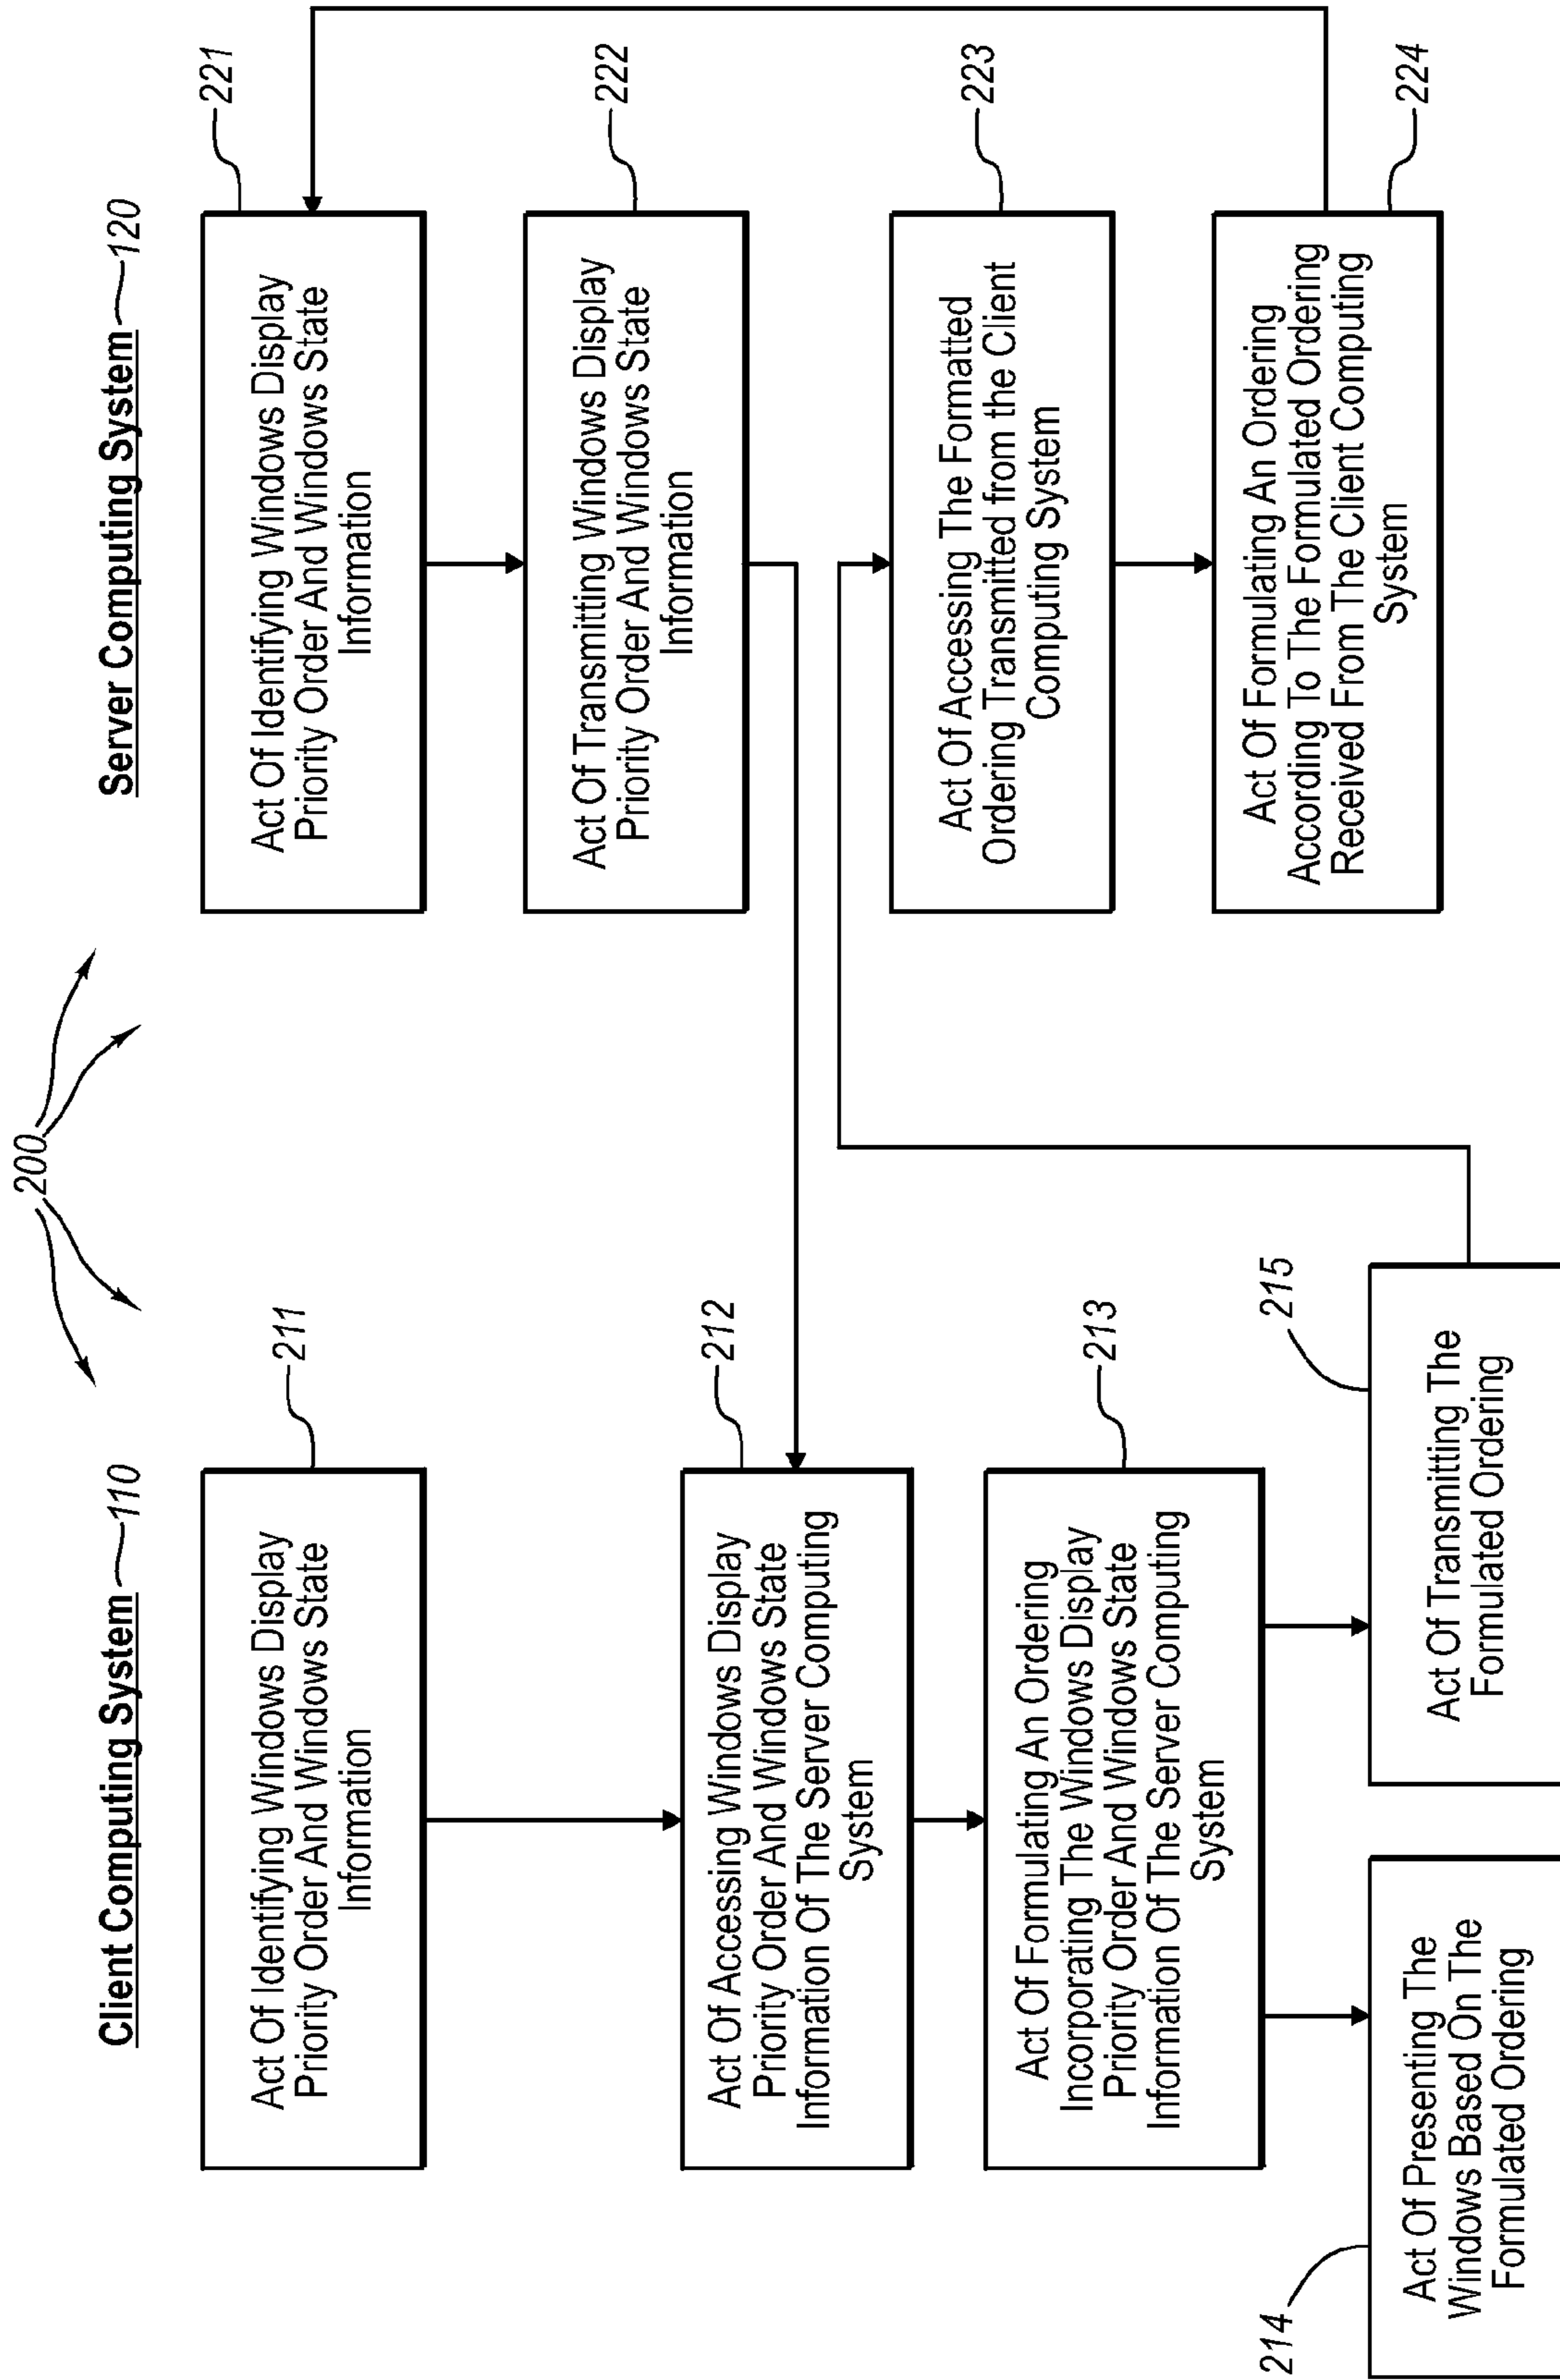 200
Client Computing System 110
Act Of Identifying Windows Display
Priority Order And Windows State
Information
211
Act Of Accessing Windows Display
Priority Order And Windows State
Information Of The Server Computing
System
212
Act Of Formulating An Ordering
Incorporating The Windows Display
Priority Order And Windows State
Information Of The Server Computing
System
213
Act Of Presenting The
Windows Based On The
Formulated Ordering
214
Act Of Transmitting The
Formulated Ordering
215
Server Computing System 120
Act Of Identifying Windows Display
Priority Order And Windows State
Information
221
Act Of Transmitting Windows Display
Priority Order And Windows State
Information
222
Act Of Accessing The Formatted
Ordering Transmitted from the Client
Computing System
223
Act Of Formulating An Ordering
According To The Formulated Ordering
Received From The Client Computing
System
224